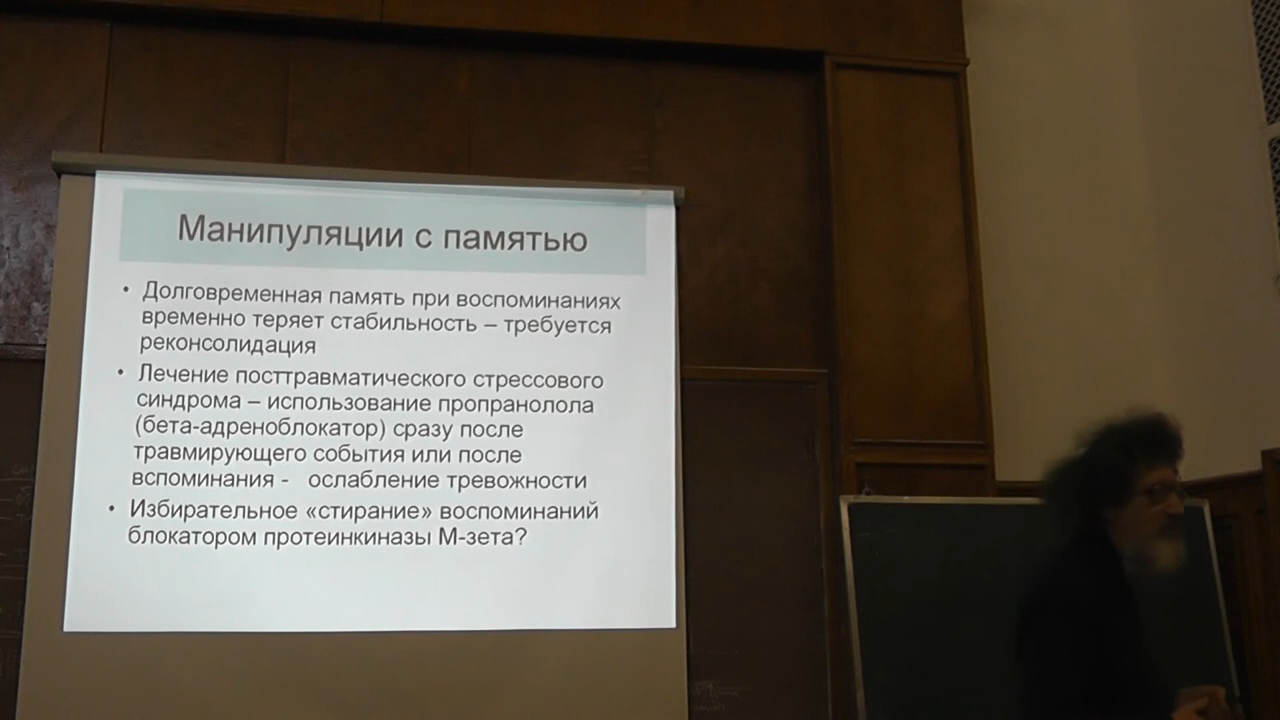 Манипуляции с памятью
• Долговременная память при воспоминаниях
временно теряет стабильность – требуется
реконсолидация
• Лечение посттравматического стрессового
синдрома – использование пропранолола
(бета-адреноблокатор) сразу после
травмирующего события или после
вспоминания - ослабление тревожности
• Избирательное «стирание» воспоминаний
блокатором протеинкиназы М-зета?